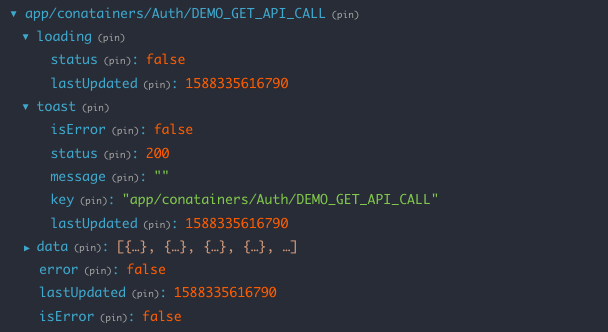 ▼ app/conatainers/Auth/DEMO_GET_API_CALL (pin)
▼ loading (pin)
status (pin): false
lastUpdated (pin): 1588335616790
▼ toast (pin)
isError (pin): false
status (pin): 200
message (pin): ""
key (pin): "app/conatainers/Auth/DEMO_GET_API_CALL"
lastUpdated (pin): 1588335616790
▶ data (pin): [{…}, {…}, {…}, {…}, …]
error (pin): false
lastUpdated (pin): 1588335616790
isError (pin): false